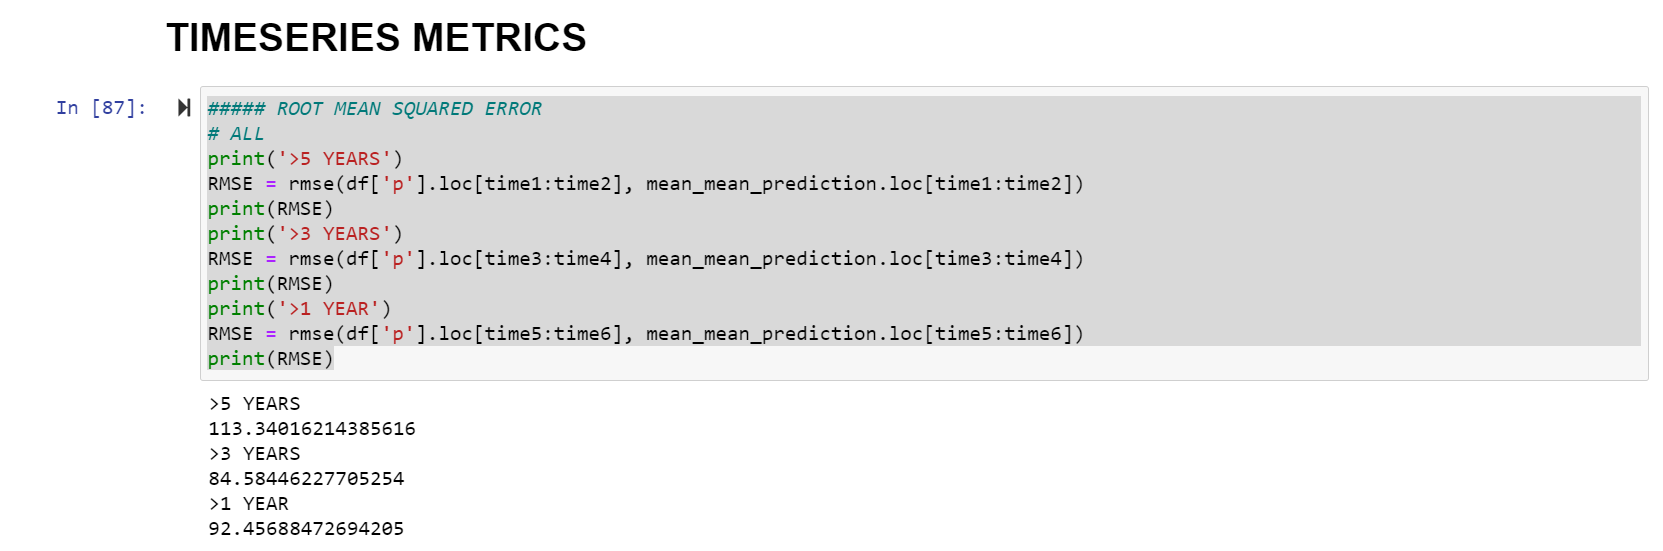 TIMESERIES METRICS
In [87]:
##### ROOT MEAN SQUARED ERROR
# ALL
print('>5 YEARS')
RMSE = rmse(df['p'].loc[time1:time2], mean_mean_prediction.loc[time1:time2])
print(RMSE)
print('>3 YEARS')
RMSE = rmse(df['p'].loc[time3:time4], mean_mean_prediction.loc[time3:time4])
print(RMSE)
print('>1 YEAR')
RMSE = rmse(df['p'].loc[time5:time6], mean_mean_prediction.loc[time5:time6])
print(RMSE)
>5 YEARS
113.34016214385616
>3 YEARS
84.58446227705254
>1 YEAR
92.45688472694205